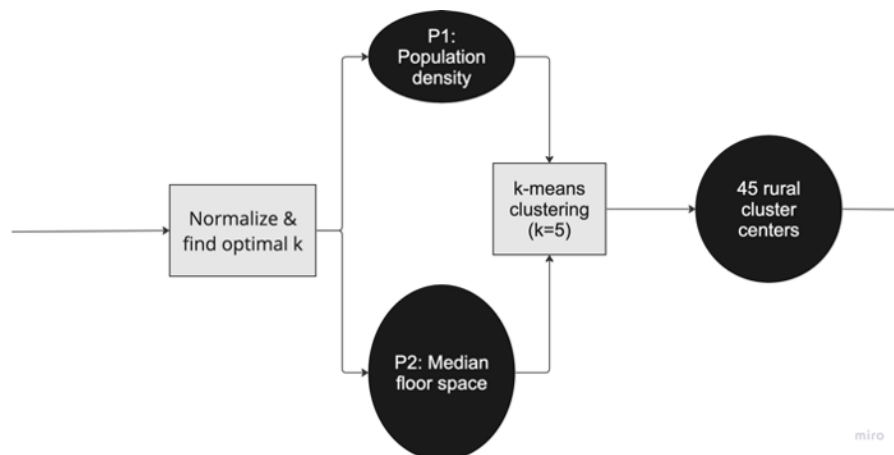 P1:
Population
density
Normalize &
find optimal k
k-means
clustering
(k=5)
45 rural
cluster
centers
P2: Median
floor space
miro